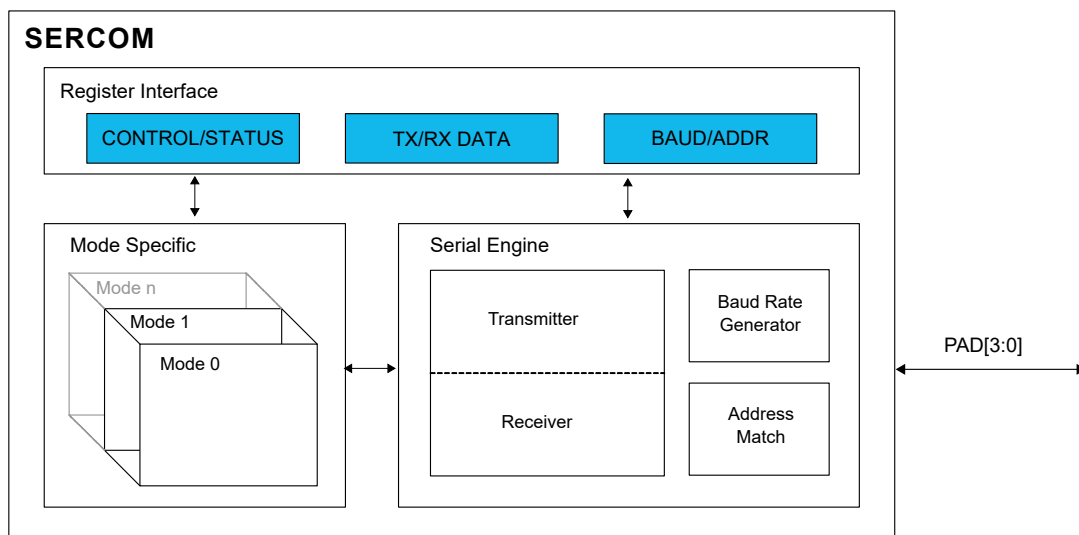 SERCOM
Register Interface
CONTROL/STATUS
TX/RX DATA
BAUD/ADDR
Mode Specific
Mode n
Mode 1
Mode 0
Serial Engine
Transmitter
Receiver
Baud Rate
Generator
Address
Match
PAD[3:0]